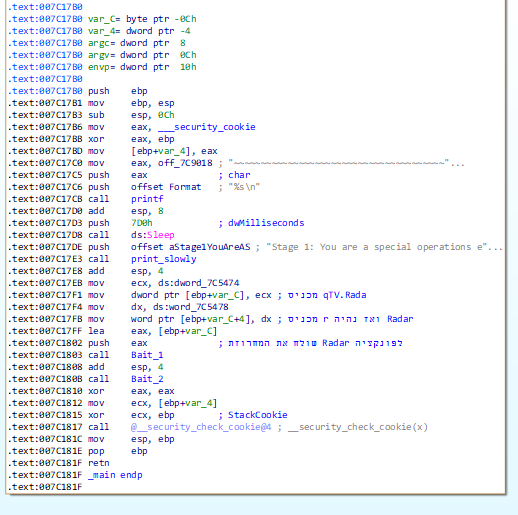 .text:007C17B0
.text:007C17B0 var_C= byte ptr -0Ch
.text:007C17B0 var_4= dword ptr -4
.text:007C17B0 argc= dword ptr  8
.text:007C17B0 argv= dword ptr  0Ch
.text:007C17B0 envp= dword ptr  10h
.text:007C17B0
.text:007C17B0 push    ebp
.text:007C17B1 mov     ebp, esp
.text:007C17B3 sub     esp, 0Ch
.text:007C17B6 mov     eax, ___security_cookie
.text:007C17BB xor     eax, ebp
.text:007C17BD mov     [ebp+var_4], eax
.text:007C17C0 mov     eax, off_7C9018 ; "~~~~~~~~~~~~~~~~~~~~~~~~~~~~~~~~~~~~~~~~"...
.text:007C17C5 push    eax             ; char
.text:007C17C6 push    offset Format   ; "%s\n"
.text:007C17CB call    printf
.text:007C17D0 add     esp, 8
.text:007C17D3 push    7D0h            ; dwMilliseconds
.text:007C17D8 call    ds:Sleep
.text:007C17DE push    offset aStage1YouAreAS ; "Stage 1: You are a special operations e"...
.text:007C17E3 call    print_slowly
.text:007C17E8 add     esp, 4
.text:007C17EB mov     ecx, ds:dword_7C5474
.text:007C17F1 mov     dword ptr [ebp+var_C], ecx ; מכניס qTV.Rada
.text:007C17F4 mov     dx, ds:word_7C5478
.text:007C17FB mov     word ptr [ebp+var_C+4], dx ; מכניס r ואז נהיה Radar
.text:007C17FF lea     eax, [ebp+var_C]
.text:007C1802 push    eax             ; שולח את המחרוזת Radar לפונקציה
.text:007C1803 call    Bait_1
.text:007C1808 add     esp, 4
.text:007C180B call    Bait_2
.text:007C1810 xor     eax, eax
.text:007C1812 mov     ecx, [ebp+var_4]
.text:007C1815 xor     ecx, ebp        ; StackCookie
.text:007C1817 call    @__security_check_cookie@4 ; __security_check_cookie(x)
.text:007C181C mov     esp, ebp
.text:007C181E pop     ebp
.text:007C181F retn
.text:007C181F _main endp
.text:007C181F